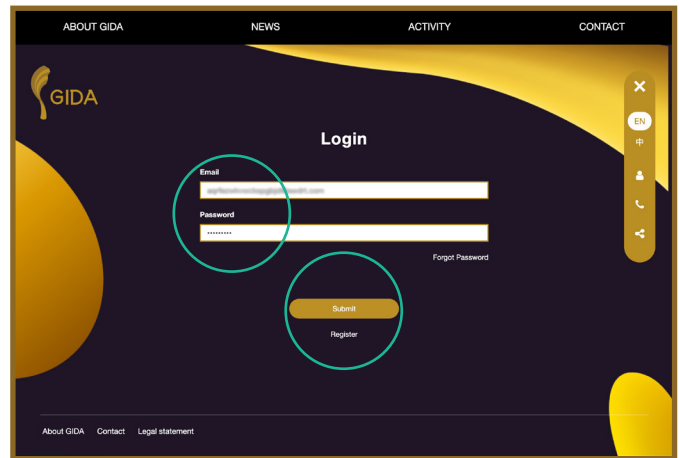 ABOUT GIDA NEWS ACTIVITY CONTACT
GIDA
EN
中
Login
Email
Password
Forgot Password
Submit
Register
About GIDA Contact Legal statement